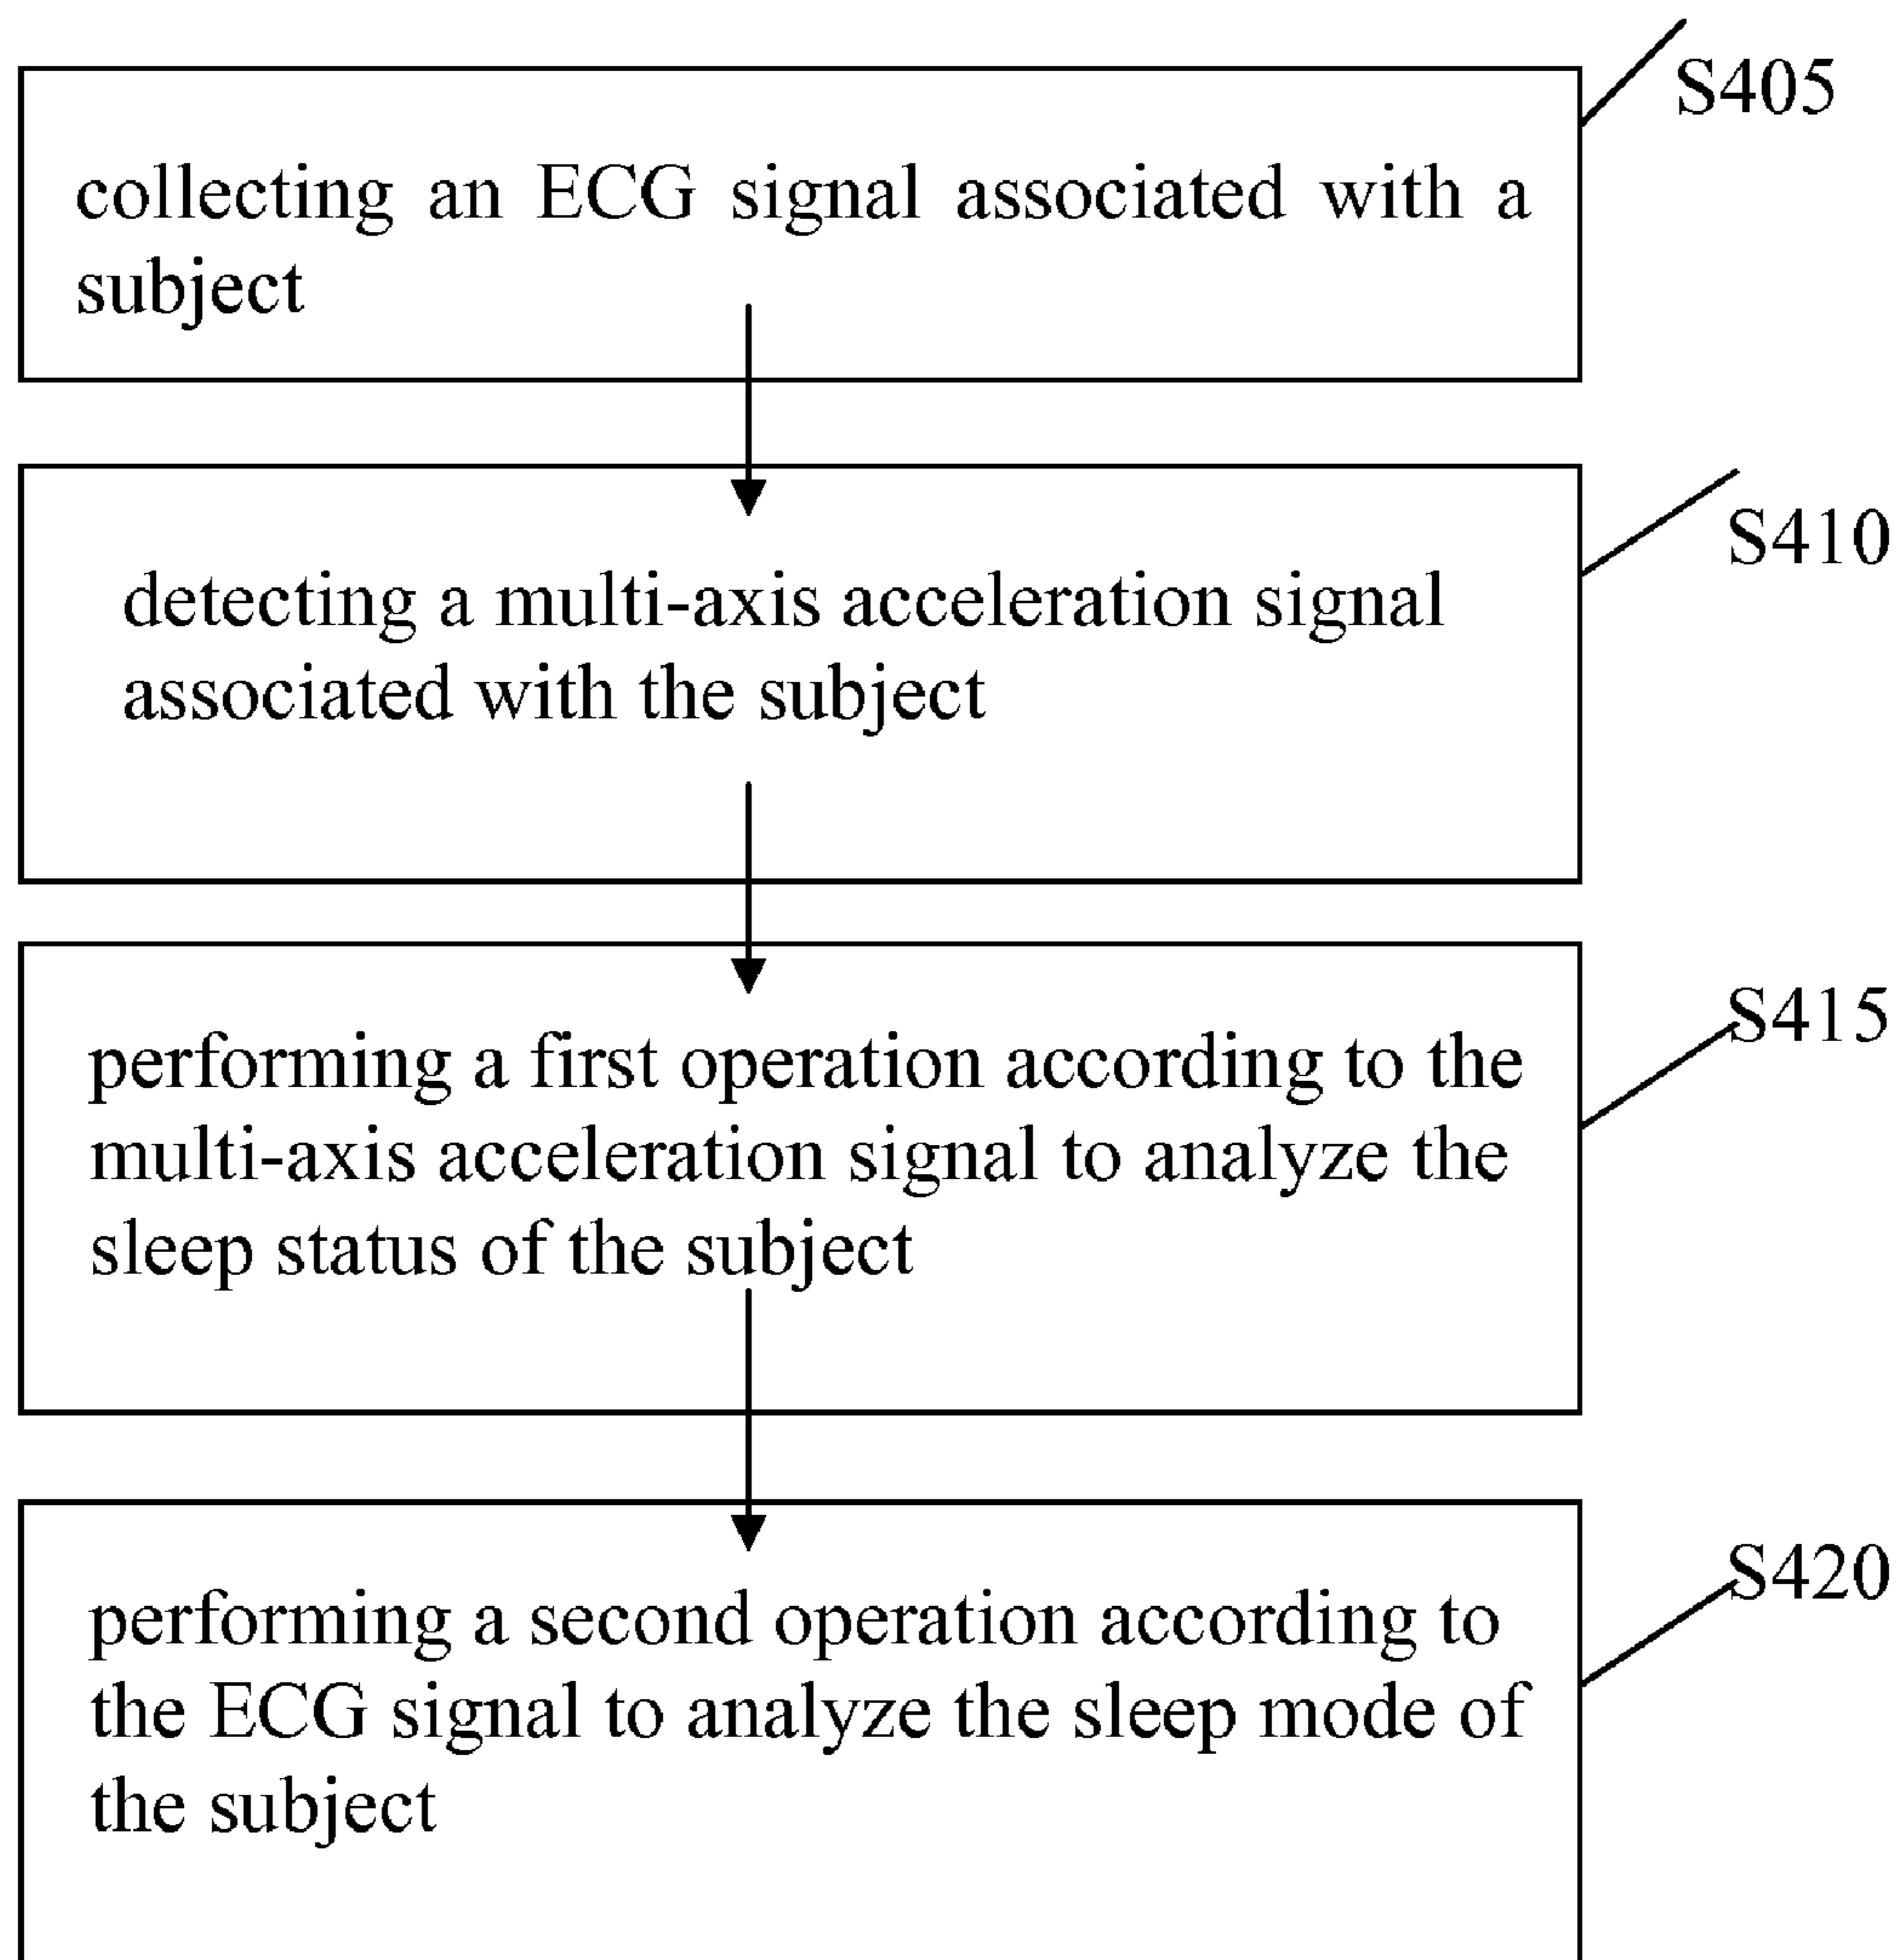 S405
collecting an ECG signal associated with a
subject
S410
detecting a multi-axis acceleration signal
associated with the subject
S415
performing a first operation according to the
multi-axis acceleration signal to analyze the
sleep status of the subject
S420
performing a second operation according to
the ECG signal to analyze the sleep mode of
the subject